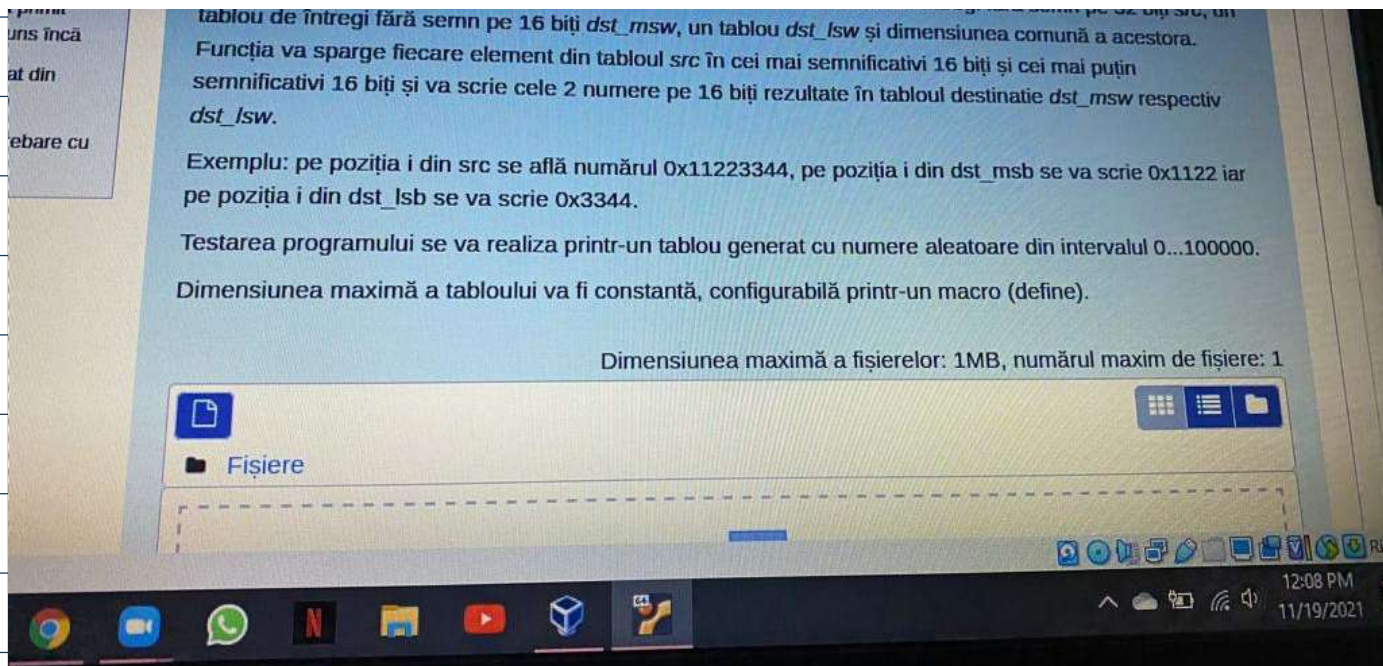 uns încă
at din
ebare cu
tablou de întregi fără semn pe 16 biți dst_msw, un tablou dst_lsw și dimensiunea comună a acestora.
Funcția va sparge fiecare element din tabloul src în cei mai semnificativi 16 biți și cei mai puțin
semnificativi 16 biți și va scrie cele 2 numere pe 16 biți rezultate în tabloul destinatie dst_msw respectiv
dst_lsw.
Exemplu: pe poziția i din src se află numărul 0x11223344, pe poziția i din dst_msb se va scrie 0x1122 iar
pe poziția i din dst_lsb se va scrie 0x3344.
Testarea programului se va realiza printr-un tablou generat cu numere aleatoare din intervalul 0...100000.
Dimensiunea maximă a tabloului va fi constantă, configurabilă printr-un macro (define).
Dimensiunea maximă a fișierelor: 1MB, numărul maxim de fișiere: 1
Fișiere
Ri
12:08 PM
11/19/2021
N
64